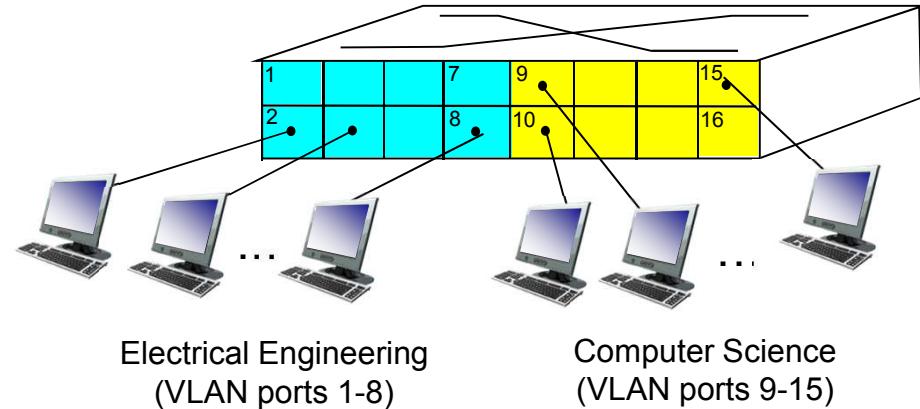 1 7 9 15
2 8 10 16
... ...
Electrical Engineering
(VLAN ports 1-8)
Computer Science
(VLAN ports 9-15)